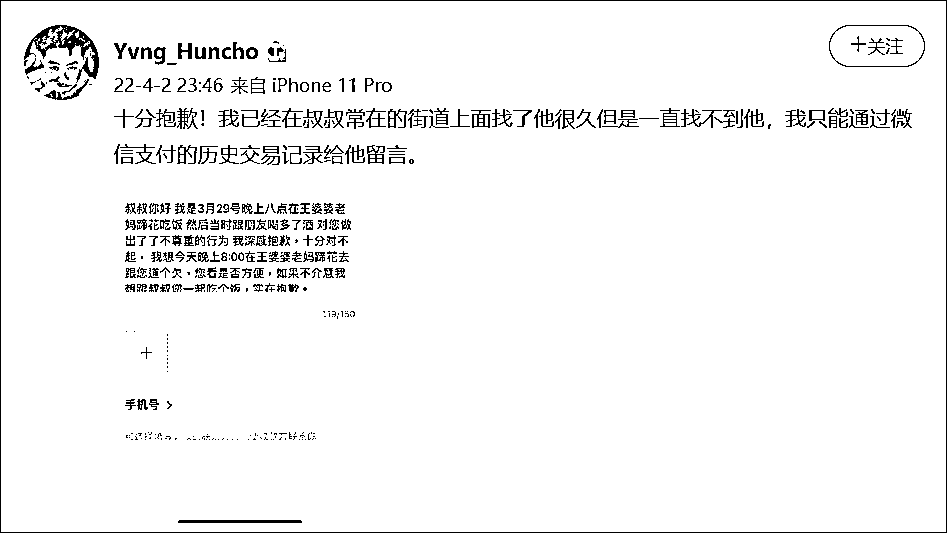 Yvng_Huncho
+关注
22-4-2 23:46 来自 iPhone 11 Pro
十分抱歉！我已经在叔叔常在的街道上面找了他很久但是一直找不到他，我只能通过微
信支付的历史交易记录给他留言。
叔叔你好 我是3月29号晚上八点在王婆婆老
妈蹄花吃饭 然后当时跟朋友喝多了酒 对您做
出了了不尊重的行为 我深感抱歉，十分对不
起， 我想今天晚上8:00在王婆婆老妈蹄花去
跟您道个欠，您看是否方便，如果不介意我
想跟叔叔您一起吃个饭，实在抱歉。
119/150
+
手机号 >